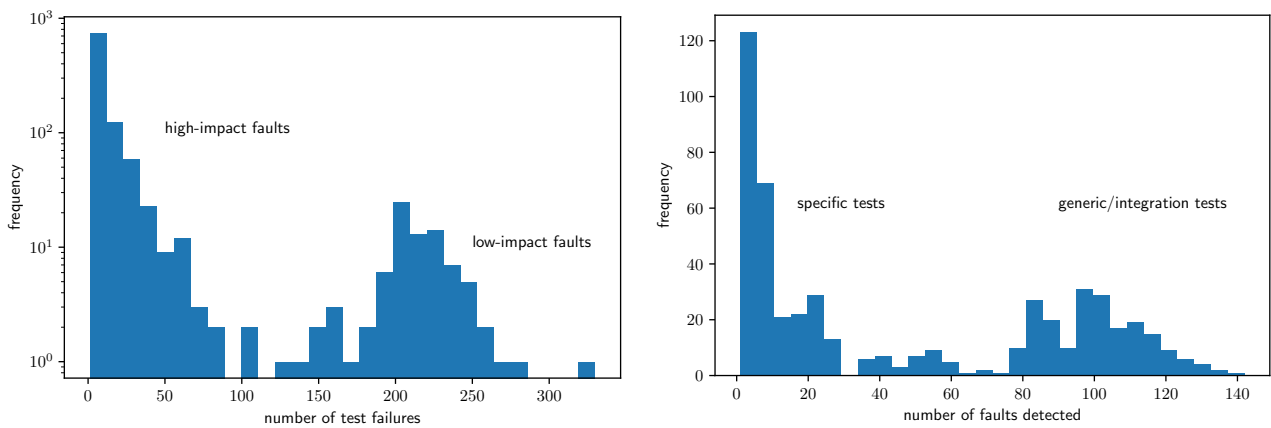 10³
10²
10¹
10⁰
frequency
high-impact faults
low-impact faults
0 50 100 150 200 250 300
number of test failures
120
100
80
60
40
20
0
frequency
specific tests
generic/integration tests
0 20 40 60 80 100 120 140
number of faults detected